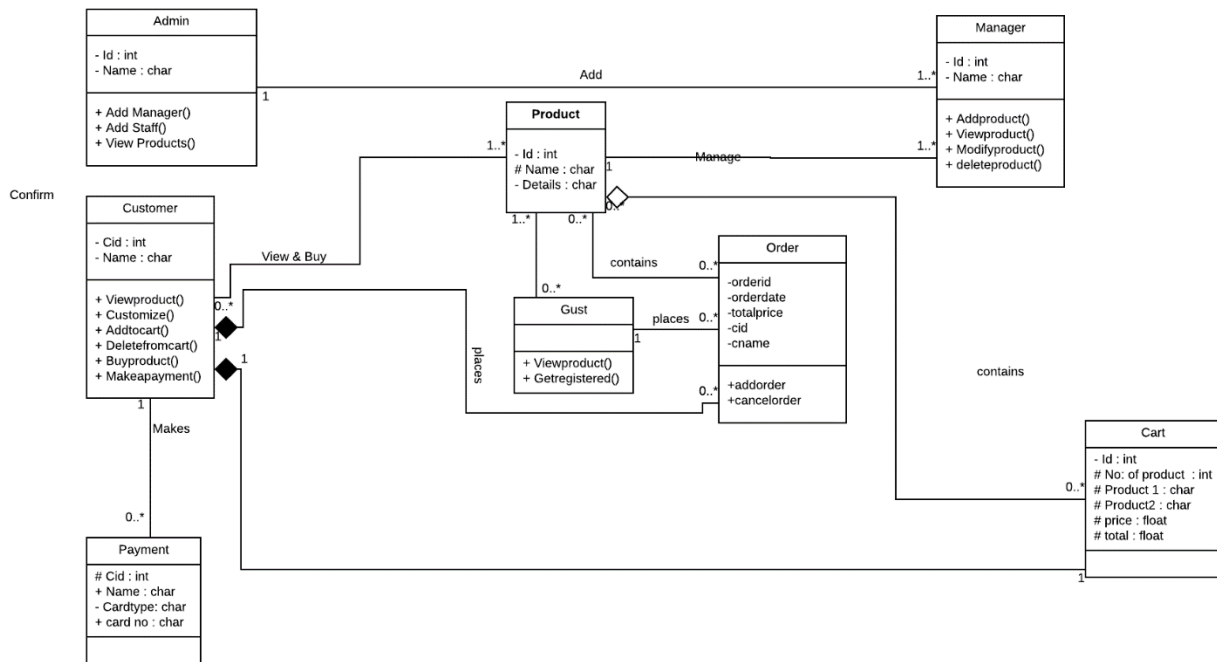 Admin
- Id : int
- Name : char
+ Add Manager()
+ Add Staff()
+ View Products()
1
Add
1..*
Manager
- Id : int
- Name : char
+ Addproduct()
+ Viewproduct()
+ Modifyproduct()
+ deleteproduct()
1..*
Manage
1
Product
- Id : int
# Name : char
- Details : char
1..*
1..*
0..*
0..*
Confirm
Customer
- Cid : int
- Name : char
+ Viewproduct()
+ Customize()
+ Addtocart()
+ Deletefromcart()
+ Buyproduct()
+ Makeapayment()
View & Buy
0..*
1
1
1
Makes
0..*
places
contains
0..*
0..*
Gust
+ Viewproduct()
+ Getregistered()
1
places
0..*
0..*
Order
-orderid
-orderdate
-totalprice
-cid
-cname
+addorder
+cancelorder
contains
0..*
1
Cart
- Id : int
# No: of product : int
# Product 1 : char
# Product2 : char
# price : float
# total : float
Payment
# Cid : int
+ Name : char
- Cardtype: char
+ card no : char